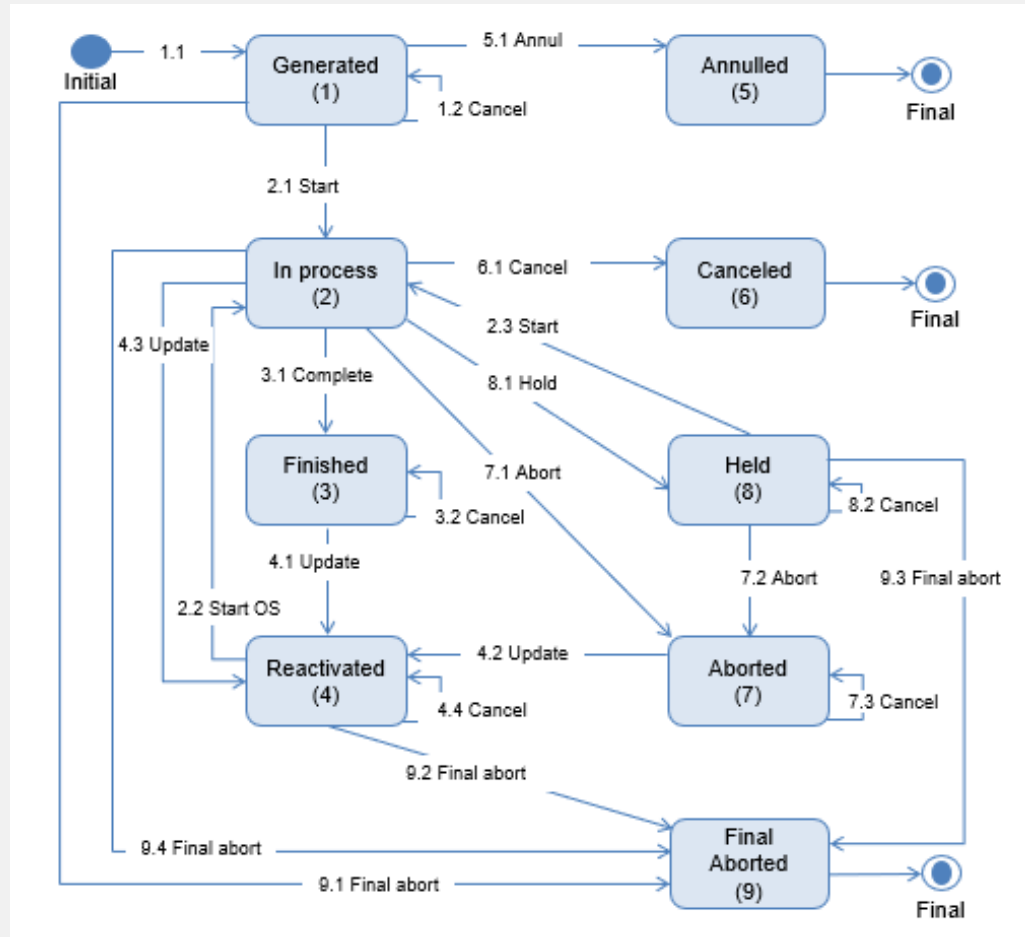 1.1
5.1 Annul
Initial
Generated
(1)
Annulled
(5)
1.2 Cancel
Final
2.1 Start
In process
(2)
6.1 Cancel
Canceled
(6)
Final
2.3 Start
4.3 Update
3.1 Complete
8.1 Hold
Finished
(3)
7.1 Abort
Held
(8)
3.2 Cancel
8.2 Cancel
4.1 Update
7.2 Abort
9.3 Final abort
2.2 Start OS
Reactivated
(4)
4.2 Update
Aborted
(7)
4.4 Cancel
7.3 Cancel
9.2 Final abort
Final
Aborted
(9)
9.4 Final abort
9.1 Final abort
Final